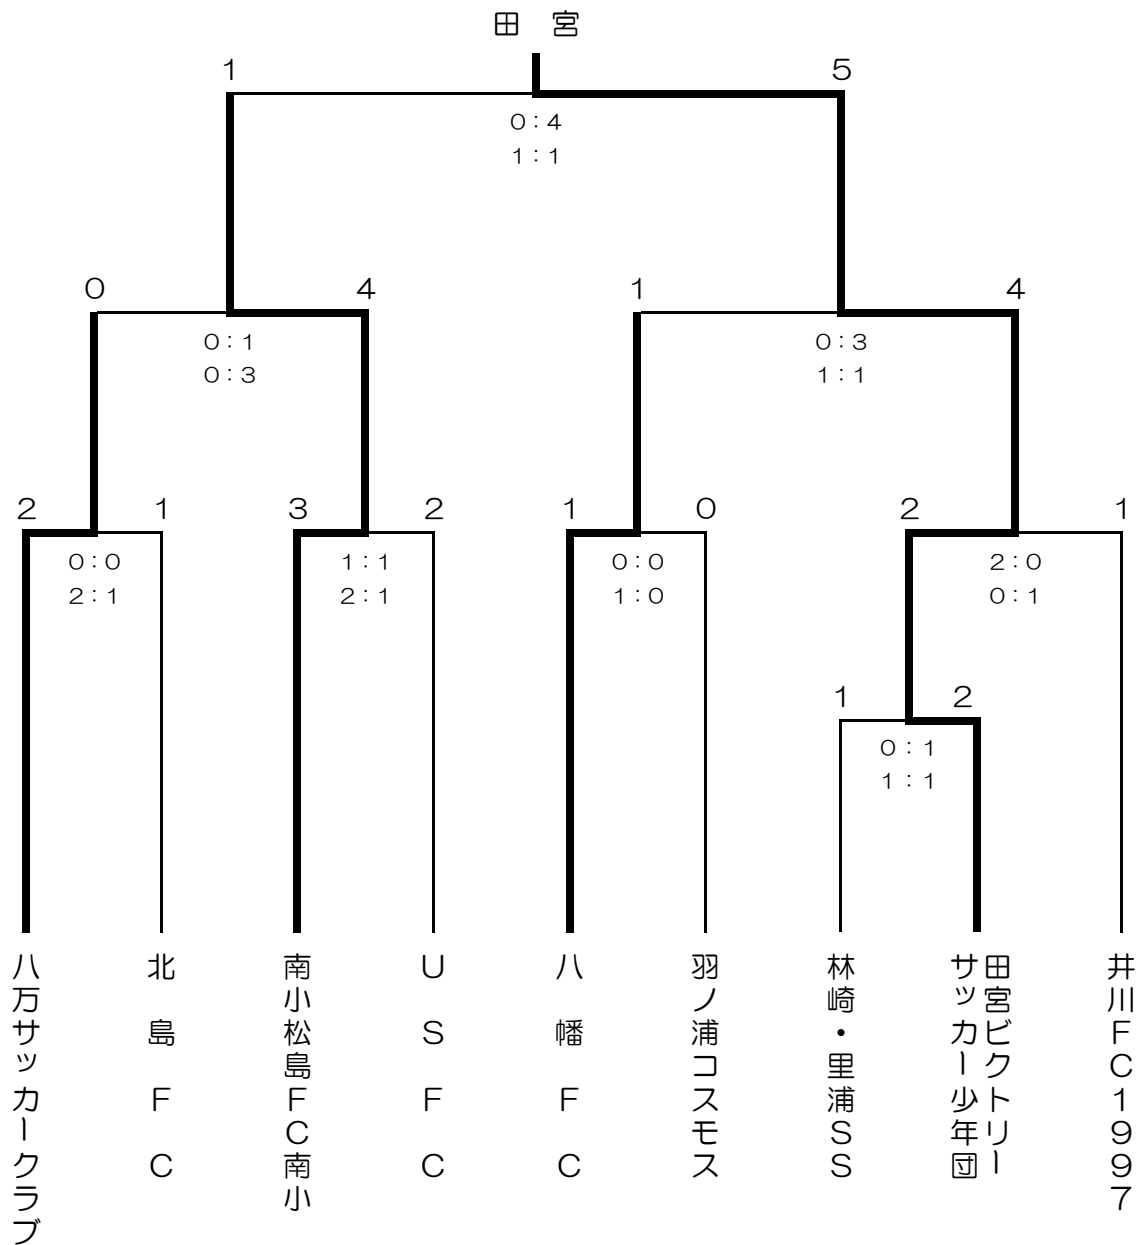 田 宮
1 5
0:4
1:1
0 4 1 4
0:1 0:3
0:3 1:1
2 1 3 2 1 0 2 1
0:0 1:1 0:0 2:0
2:1 2:1 1:0 0:1
1 2
0:1
1:1
八万サッカークラブ
北島FC
南小松島FC南小
USFC
八幡FC
羽ノ浦コスモス
林崎・里浦SS
田宮ビクトリー
サッカー少年団
井川FC1997